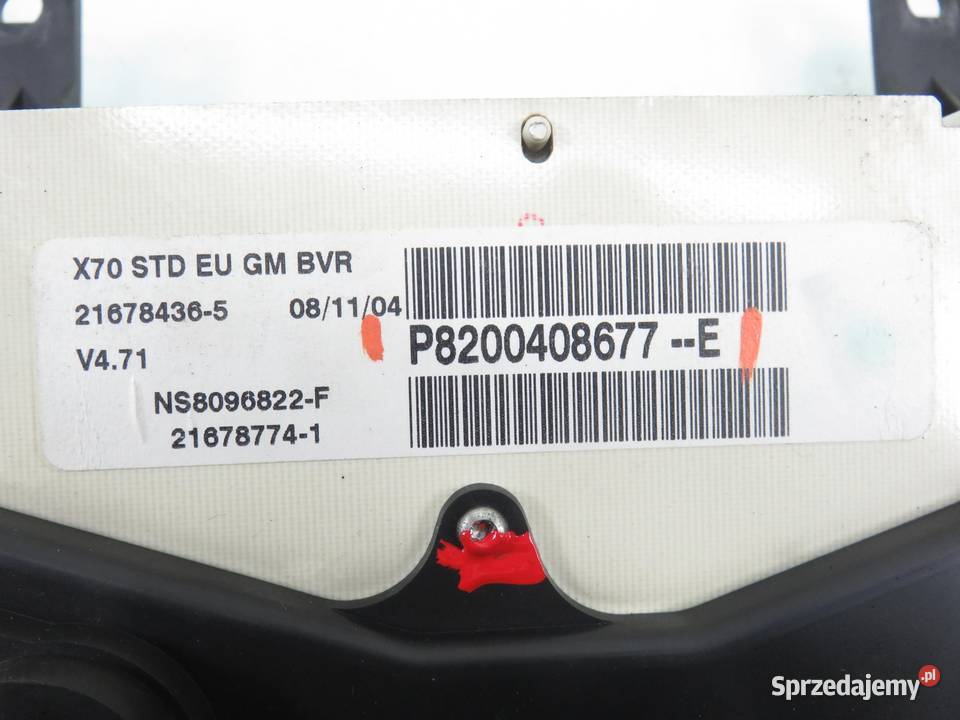 X70 STD EU GM BVR
21678436-5 08/11/04
V4.71
P8200408677--E
NS8096822-F
21678774-1
Sprzedajemy.pl